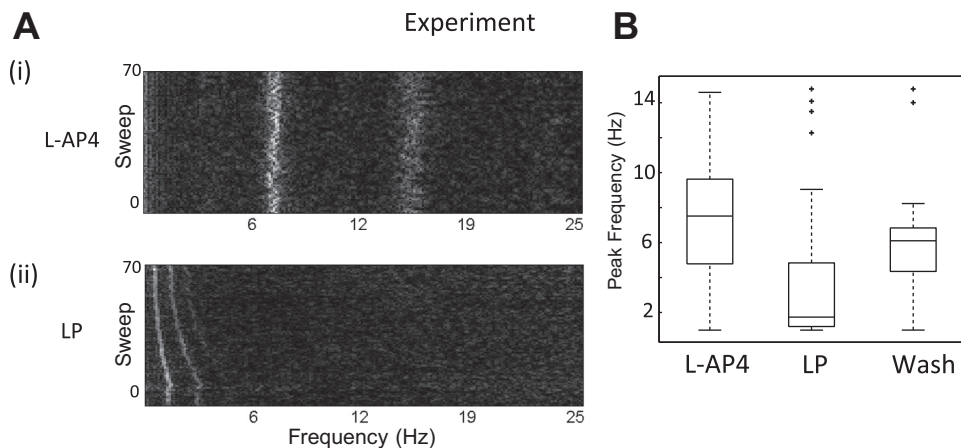 A
Experiment
B
(i)
L-AP4
Sweep
70
0
6
12
19
25
(ii)
LP
Sweep
70
0
6
12
19
25
Frequency (Hz)
Peak Frequency (Hz)
14
10
6
2
L-AP4
LP
Wash